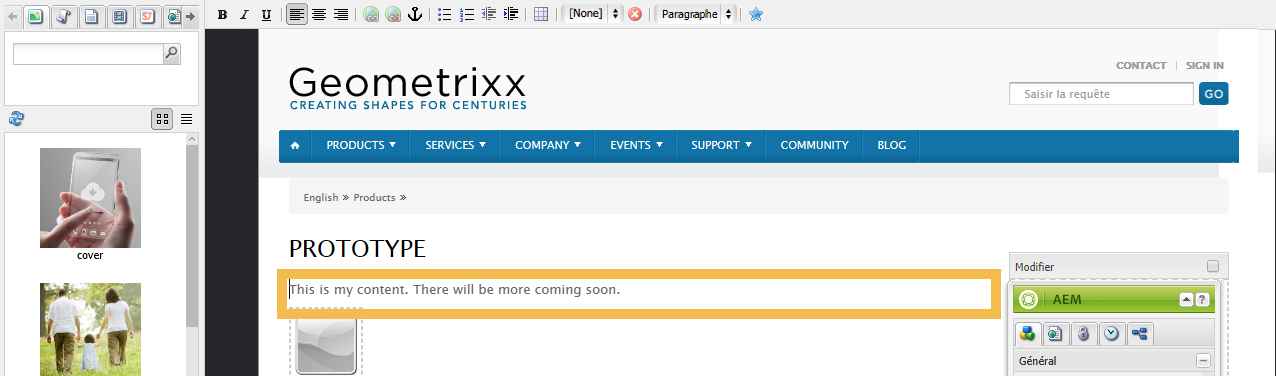 B I U [None] Paragraphe
S7
cover
Geometrixx
CREATING SHAPES FOR CENTURIES
CONTACT | SIGN IN
Saisir la requête GO
PRODUCTS SERVICES COMPANY EVENTS SUPPORT COMMUNITY BLOG
English » Products »
PROTOTYPE
This is my content. There will be more coming soon.
Modifier
AEM ?
Général